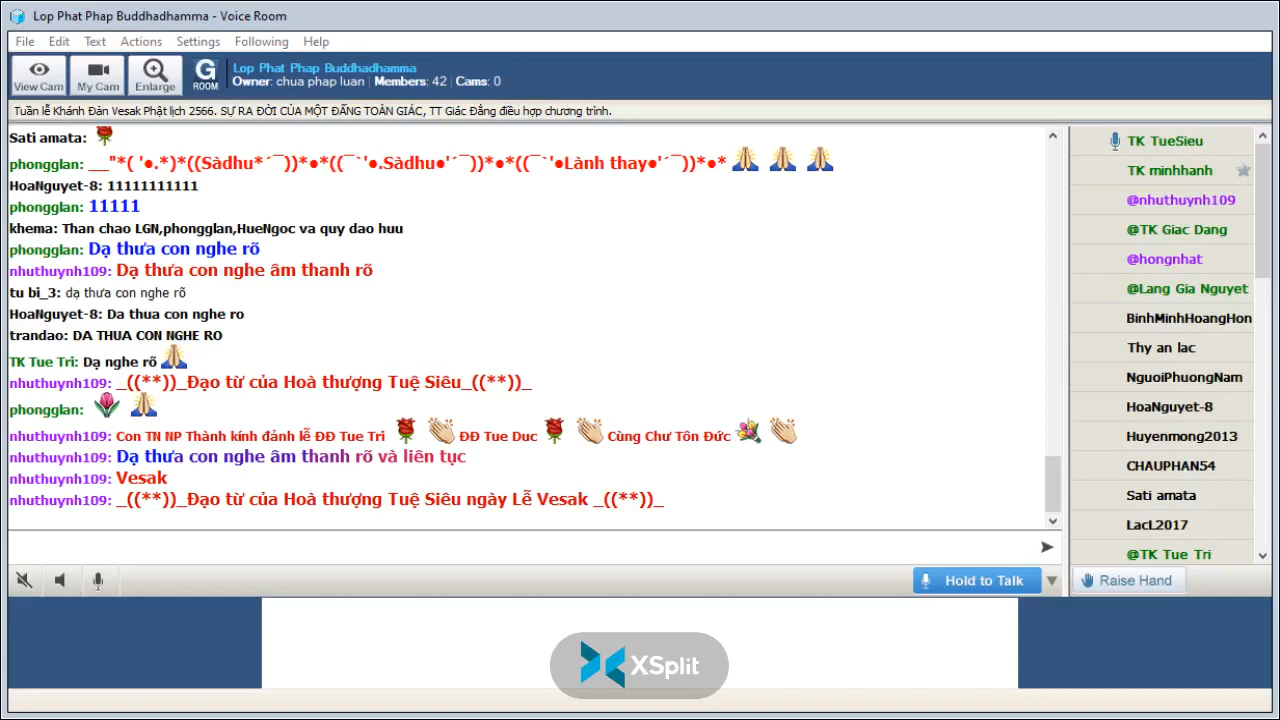 Lop Phat Phap Buddhadhamma - Voice Room
File Edit Text Actions Settings Following Help
View Cam My Cam Enlarge G ROOM
Lop Phat Phap Buddhadhamma
Owner: chua phap luan | Members: 42 | Cams: 0
Tuần lễ Khánh Đản Vesak Phật lịch 2566. SỰ RA ĐỜI CỦA MỘT ĐẤNG TOÀN GIÁC, TT Giác Đẳng điều hợp chương trình.
Sati amata:
phongglan: __"*( '●.*)*((Sàdhu*´¯))*●*((¯`'●.Sàdhu●'´¯))*●*((¯`'●Lành thay●'´¯))*●*
HoaNguyet-8: 11111111111
phongglan: 11111
khema: Than chao LGN,phongglan,HueNgoc va quy dao huu
phongglan: Dạ thưa con nghe rõ
nhuthuynh109: Dạ thưa con nghe âm thanh rõ
tu bi_3: dạ thưa con nghe rõ
HoaNguyet-8: Da thua con nghe ro
trandao: DA THUA CON NGHE RO
TK Tue Tri: Dạ nghe rõ
nhuthuynh109: _((**))_Đạo từ của Hoà thượng Tuệ Siêu_((**))_
phongglan:
nhuthuynh109: Con TN NP Thành kính đảnh lễ ĐĐ Tue Tri ĐĐ Tue Duc Cùng Chư Tôn Đức
nhuthuynh109: Dạ thưa con nghe âm thanh rõ và liên tục
nhuthuynh109: Vesak
nhuthuynh109: _((**))_Đạo từ của Hoà thượng Tuệ Siêu ngày Lễ Vesak _((**))_
TK TueSieu
TK minhhanh
@nhuthuynh109
@TK Giac Dang
@hongnhat
@Lang Gia Nguyet
BinhMinhHoangHon
Thy an lac
NguoiPhuongNam
HoaNguyet-8
Huyenmong2013
CHAUPHAN54
Sati amata
LacL2017
@TK Tue Tri
Hold to Talk
Raise Hand
XSplit